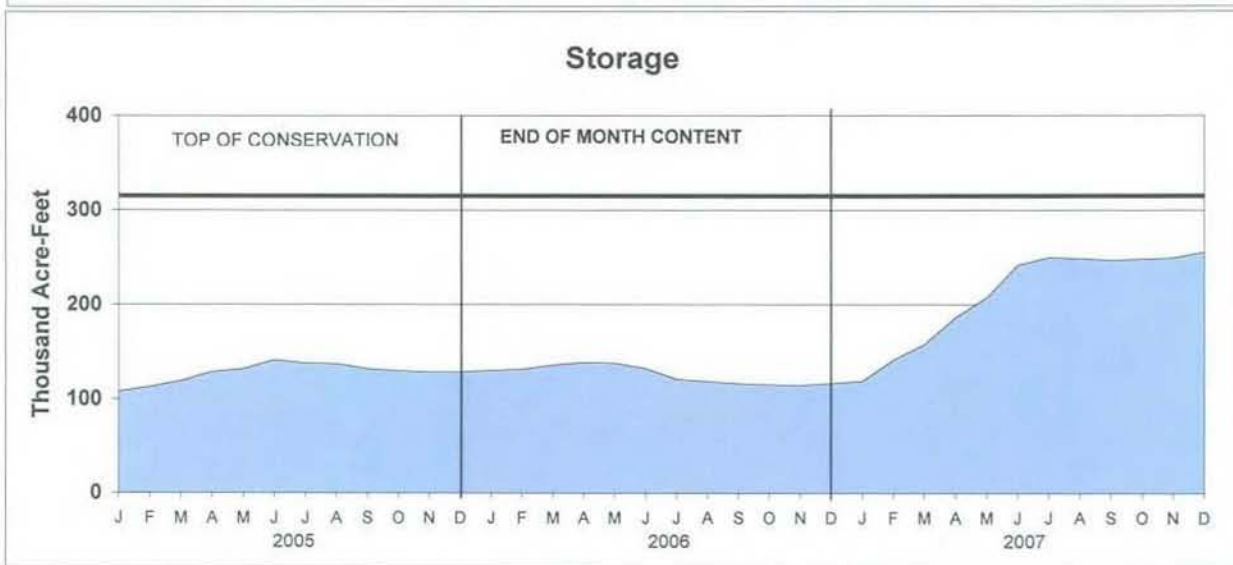 Storage
400
TOP OF CONSERVATION
END OF MONTH CONTENT
300
200
100
0
Thousand Acre-Feet
J F M A M J J A S O N D J F M A M J J A S O N D J F M A M J J A S O N D
2005 2006 2007